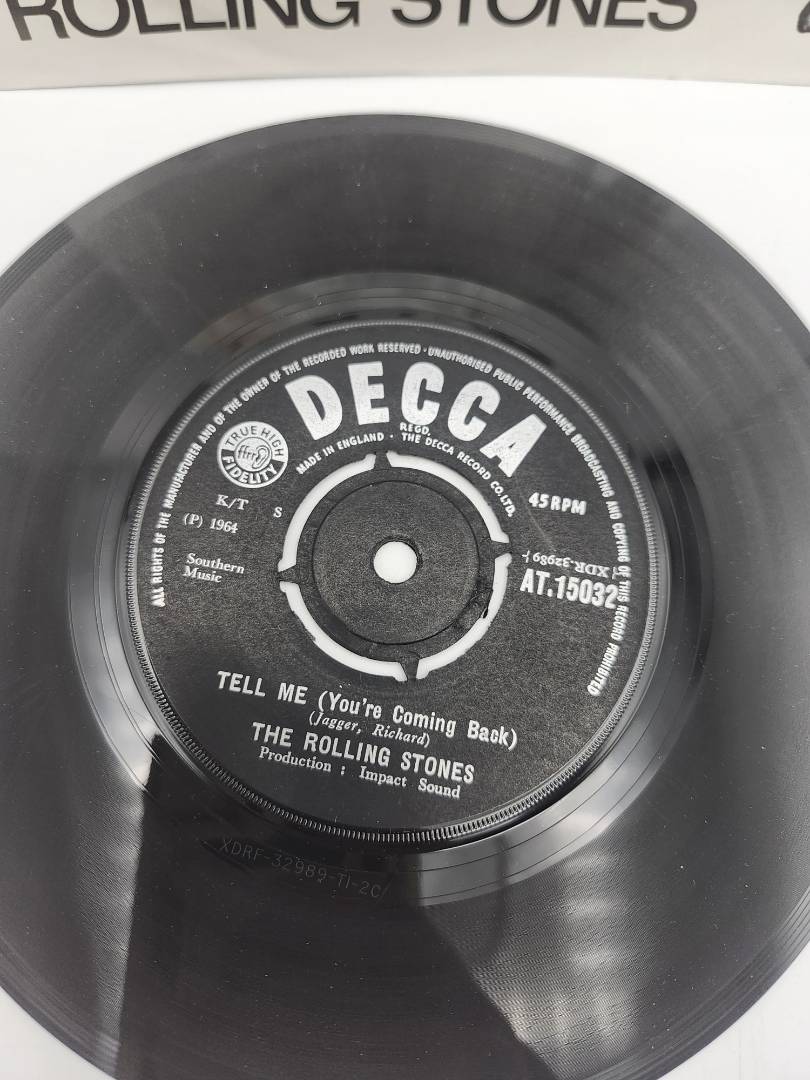 ROLLING STONES
ALL RIGHTS OF THE MANUFACTURER AND OF THE OWNER OF THE RECORDED WORK RESERVED · UNAUTHORISED PUBLIC PERFORMANCE BROADCASTING AND COPYING OF THIS RECORD PROHIBITED
DECCA
TRUE HIGH
ffrr
FIDELITY
MADE IN ENGLAND · REGD. THE DECCA RECORD CO. LTD.
K/T S
(P) 1964
45 RPM
Southern
Music
XDR-32989
AT.15032
TELL ME (You're Coming Back)
(Jagger, Richard)
THE ROLLING STONES
Production : Impact Sound
XDRF-32989-T1-2C